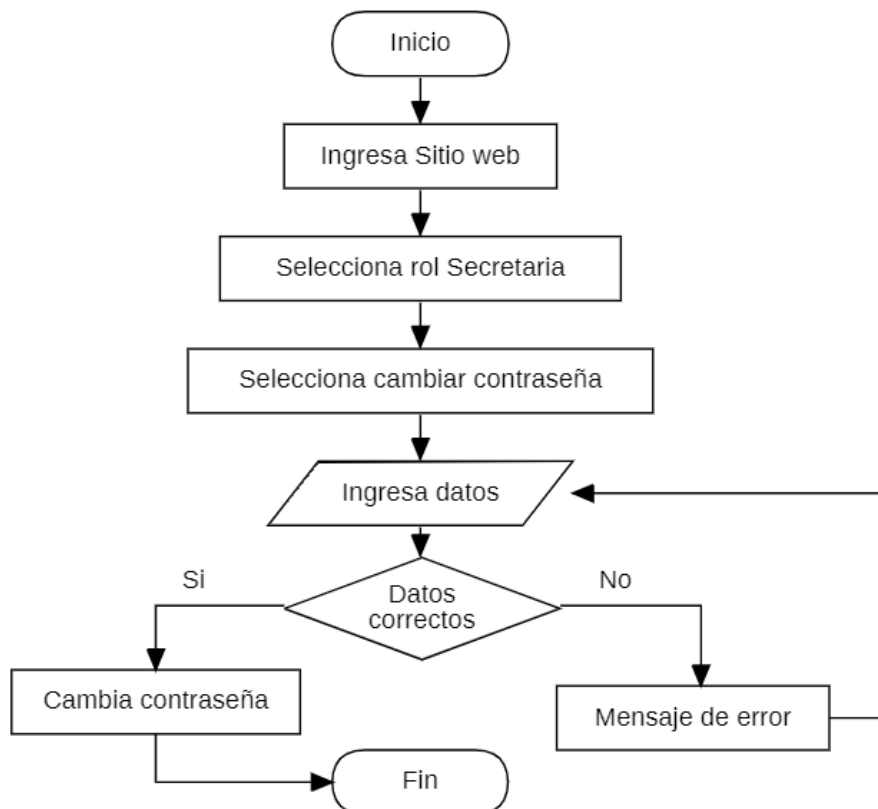 Inicio
Ingresa Sitio web
Selecciona rol Secretaria
Selecciona cambiar contraseña
Ingresa datos
Si
Datos
correctos
No
Cambia contraseña
Mensaje de error
Fin